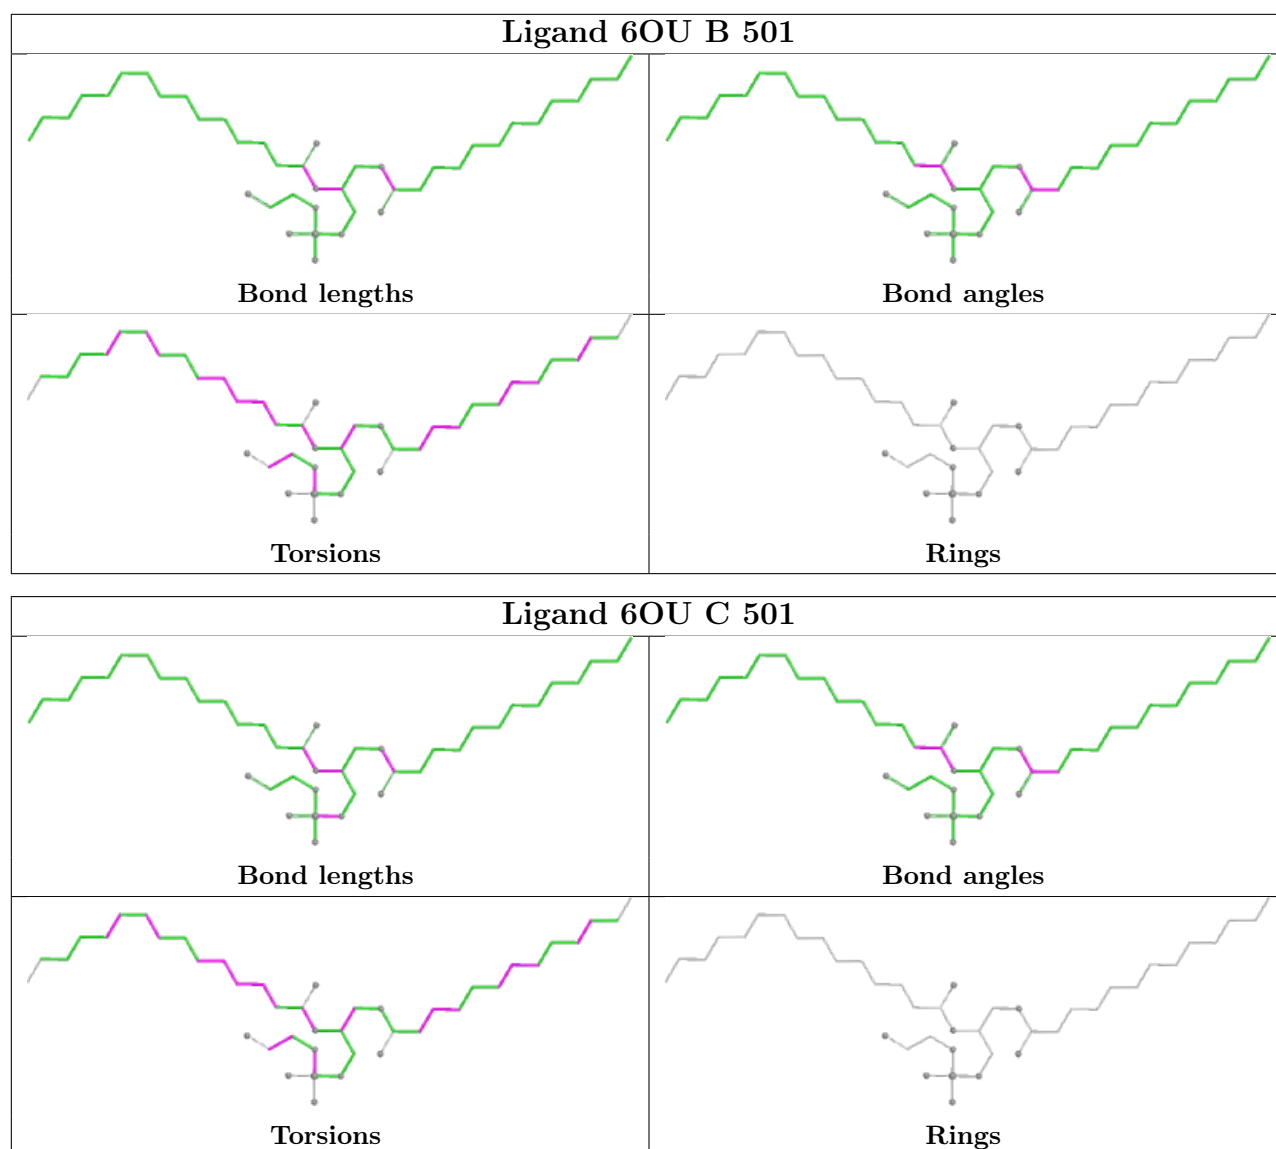 Ligand 6OU B 501
Bond lengths
Bond angles
Torsions
Rings
Ligand 6OU C 501
Bond lengths
Bond angles
Torsions
Rings